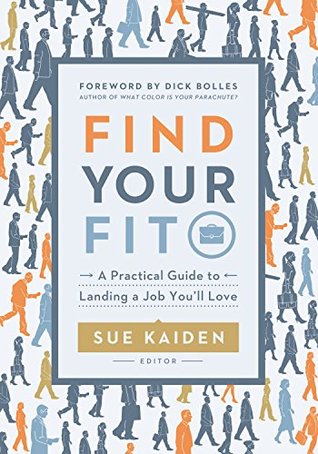 FOREWORD BY DICK BOLLES
AUTHOR OF WHAT COLOR IS YOUR PARACHUTE?
FIND
YOUR
FIT
A Practical Guide to
Landing a Job You'll Love
SUE KAIDEN
EDITOR